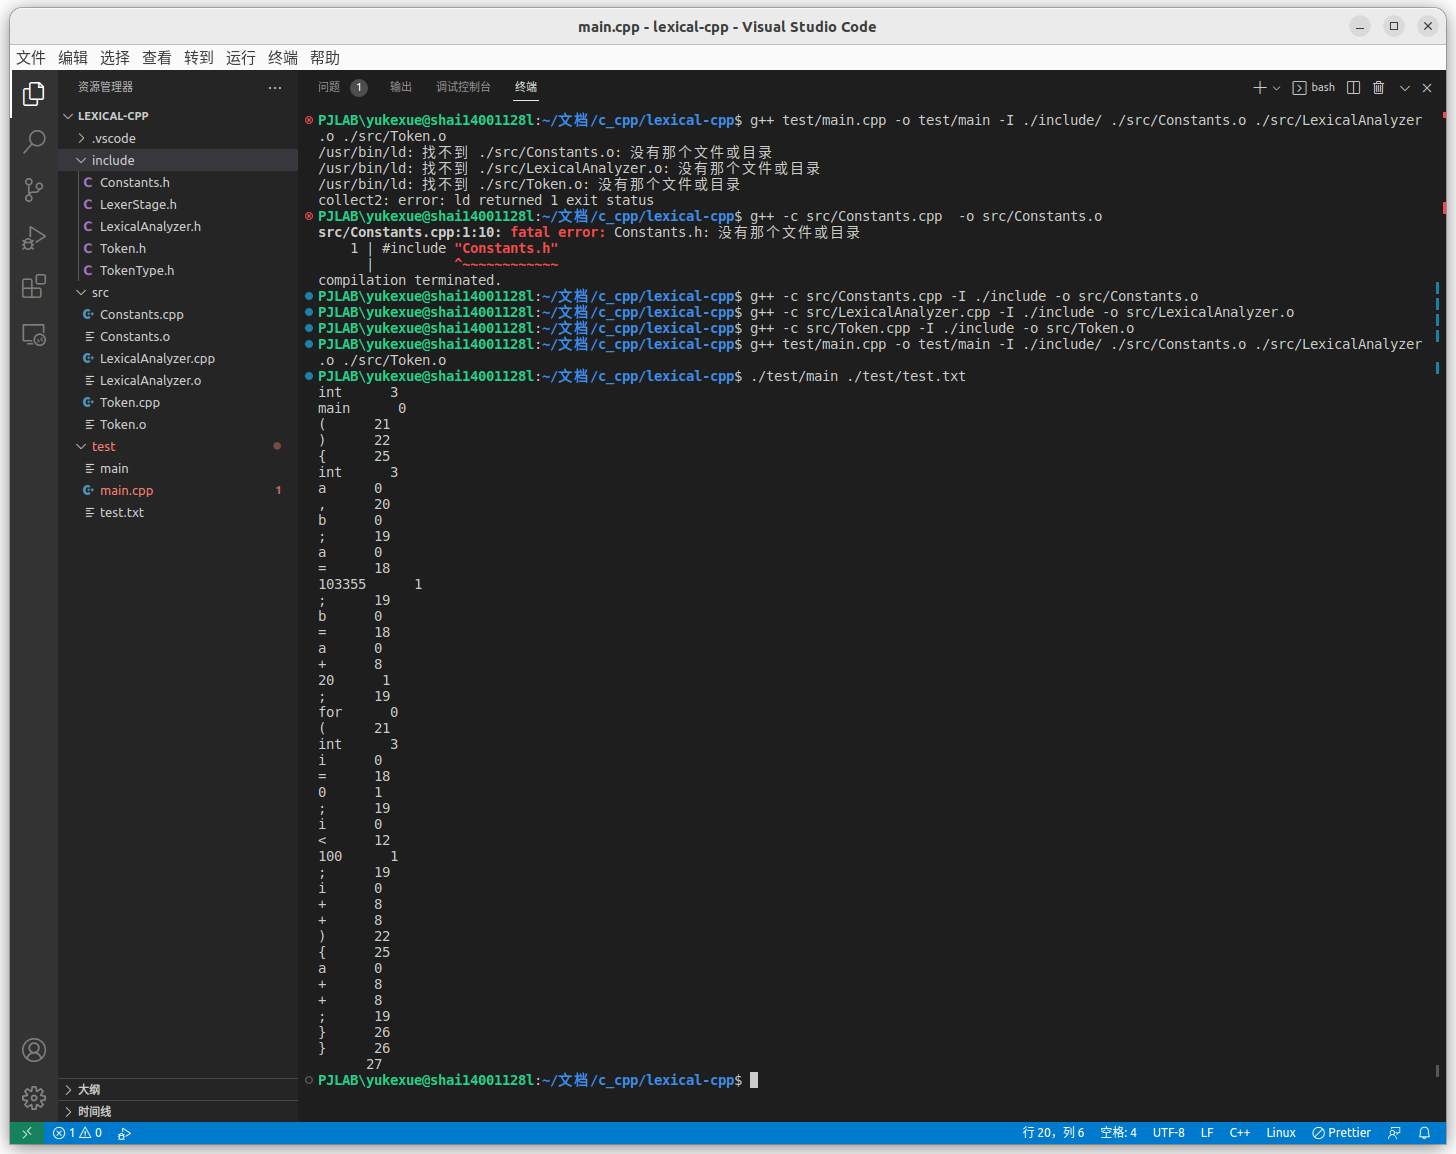 main.cpp - lexical-cpp - Visual Studio Code
文件 编辑 选择 查看 转到 运行 终端 帮助
资源管理器
LEXICAL-CPP
.vscode
include
Constants.h
LexerStage.h
LexicalAnalyzer.h
Token.h
TokenType.h
src
Constants.cpp
Constants.o
LexicalAnalyzer.cpp
LexicalAnalyzer.o
Token.cpp
Token.o
test
main
main.cpp 1
test.txt
大纲
时间线
问题 1 输出 调试控制台 终端 bash
PJLAB\yukexue@shai14001128l:~/文档/c_cpp/lexical-cpp$ g++ test/main.cpp -o test/main -I ./include/ ./src/Constants.o ./src/LexicalAnalyzer
.o ./src/Token.o
/usr/bin/ld: 找不到 ./src/Constants.o: 没有那个文件或目录
/usr/bin/ld: 找不到 ./src/LexicalAnalyzer.o: 没有那个文件或目录
/usr/bin/ld: 找不到 ./src/Token.o: 没有那个文件或目录
collect2: error: ld returned 1 exit status
PJLAB\yukexue@shai14001128l:~/文档/c_cpp/lexical-cpp$ g++ -c src/Constants.cpp  -o src/Constants.o
src/Constants.cpp:1:10: fatal error: Constants.h: 没有那个文件或目录
1 | #include "Constants.h"
| ^~~~~~~~~~~~~
compilation terminated.
PJLAB\yukexue@shai14001128l:~/文档/c_cpp/lexical-cpp$ g++ -c src/Constants.cpp -I ./include -o src/Constants.o
PJLAB\yukexue@shai14001128l:~/文档/c_cpp/lexical-cpp$ g++ -c src/LexicalAnalyzer.cpp -I ./include -o src/LexicalAnalyzer.o
PJLAB\yukexue@shai14001128l:~/文档/c_cpp/lexical-cpp$ g++ -c src/Token.cpp -I ./include -o src/Token.o
PJLAB\yukexue@shai14001128l:~/文档/c_cpp/lexical-cpp$ g++ test/main.cpp -o test/main -I ./include/ ./src/Constants.o ./src/LexicalAnalyzer
.o ./src/Token.o
PJLAB\yukexue@shai14001128l:~/文档/c_cpp/lexical-cpp$ ./test/main ./test/test.txt
int 3
main 0
( 21
) 22
{ 25
int 3
a 0
, 20
b 0
; 19
a 0
= 18
103355 1
; 19
b 0
= 18
a 0
+ 8
20 1
; 19
for 0
( 21
int 3
i 0
= 18
0 1
; 19
i 0
< 12
100 1
; 19
i 0
+ 8
+ 8
) 22
{ 25
a 0
+ 8
+ 8
; 19
} 26
} 26
27
PJLAB\yukexue@shai14001128l:~/文档/c_cpp/lexical-cpp$
1 0 行 20，列 6 空格: 4 UTF-8 LF C++ Linux Prettier